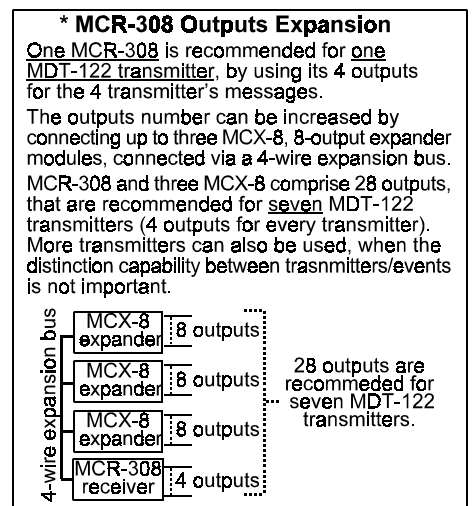 * MCR-308 Outputs Expansion
One MCR-308 is recommended for one
MDT-122 transmitter, by using its 4 outputs
for the 4 transmitter's messages.
The outputs number can be increased by
connecting up to three MCX-8, 8-output expander
modules, connected via a 4-wire expansion bus.
MCR-308 and three MCX-8 comprise 28 outputs,
that are recommended for seven MDT-122
transmitters (4 outputs for every transmitter).
More transmitters can also be used, when the
distinction capability between trasnmitters/events
is not important.
4-wire expansion bus
MCX-8
expander
8 outputs
MCX-8
expander
8 outputs
MCX-8
expander
8 outputs
MCR-308
receiver
4 outputs
28 outputs are
recommeded for
seven MDT-122
transmitters.